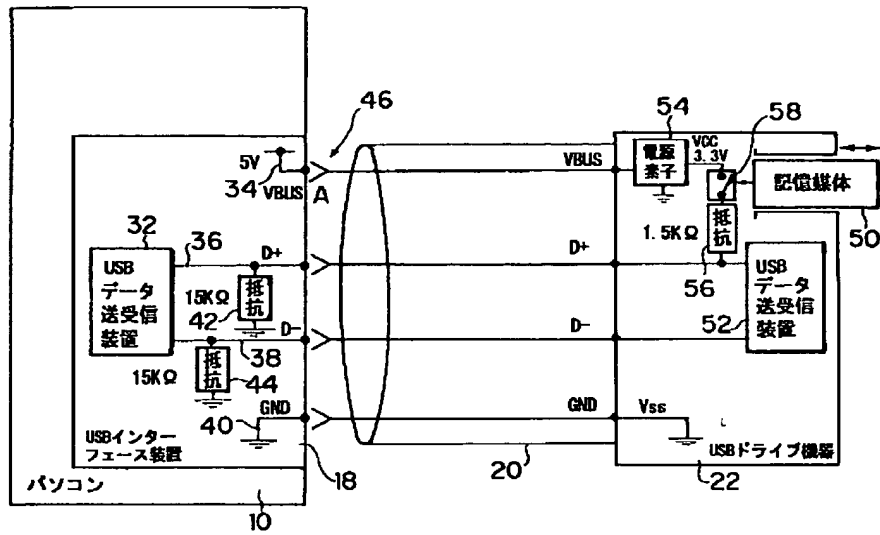 46
54
58
5V
34
VBUS
A
VBUS
電源
素子
VCC
3.3V
記憶媒体
50
32
36
D+
D+
1.5KΩ
抵抗
56
USB
データ
送受信
装置
15KΩ
42
抵抗
D-
D-
USB
データ
送受信
装置
52
38
15KΩ
抵抗
44
GND
40
GND
Vss
USBインター
フェース装置
18
20
USBドライブ機器
22
パソコン
10